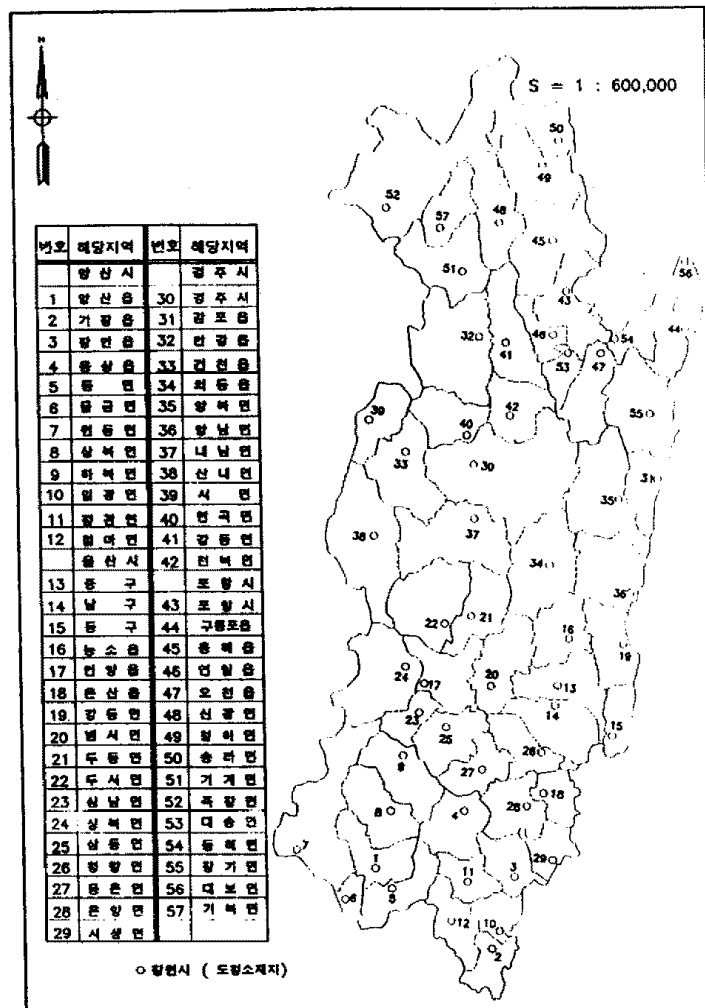 N
S = 1 : 600,000
번호 해당지역 번호 해당지역
양 산 시 경 주 시
1 양 산 읍 30 경 주 시
2 기 장 읍 31 감 포 읍
3 장 안 읍 32 안 강 읍
4 웅 상 읍 33 건 천 읍
5 동 면 34 외 동 읍
6 물 금 면 35 양 북 면
7 원 동 면 36 양 남 면
8 상 북 면 37 내 남 면
9 하 북 면 38 산 내 면
10 일 광 면 39 서 면
11 정 관 면 40 현 곡 면
12 철 마 면 41 강 동 면
울 산 시 42 천 북 면
13 중 구 포 항 시
14 남 구 43 포 항 시
15 동 구 44 구룡포읍
16 농 소 읍 45 흥 해 읍
17 언 양 읍 46 연 일 읍
18 온 산 읍 47 오 천 읍
19 강 동 면 48 신 광 면
20 범 서 면 49 청 하 면
21 두 동 면 50 송 라 면
22 두 서 면 51 기 계 면
23 삼 남 면 52 죽 장 면
24 상 북 면 53 대 송 면
25 삼 동 면 54 동 해 면
26 청 량 면 55 장 기 면
27 웅 촌 면 56 대 보 면
28 온 양 면 57 기 북 면
29 서 생 면
창원시 ( 도청소재지)
50
49
52
57
48
45
51
56
43
44
32
41
46
53
54
47
39
40
42
55
33
30
31
35
38
37
34
36
22
21
16
19
24
17
20
13
14
23
25
15
9
27
26
8
4
28
18
7
1
11
3
29
6
5
12
10
2